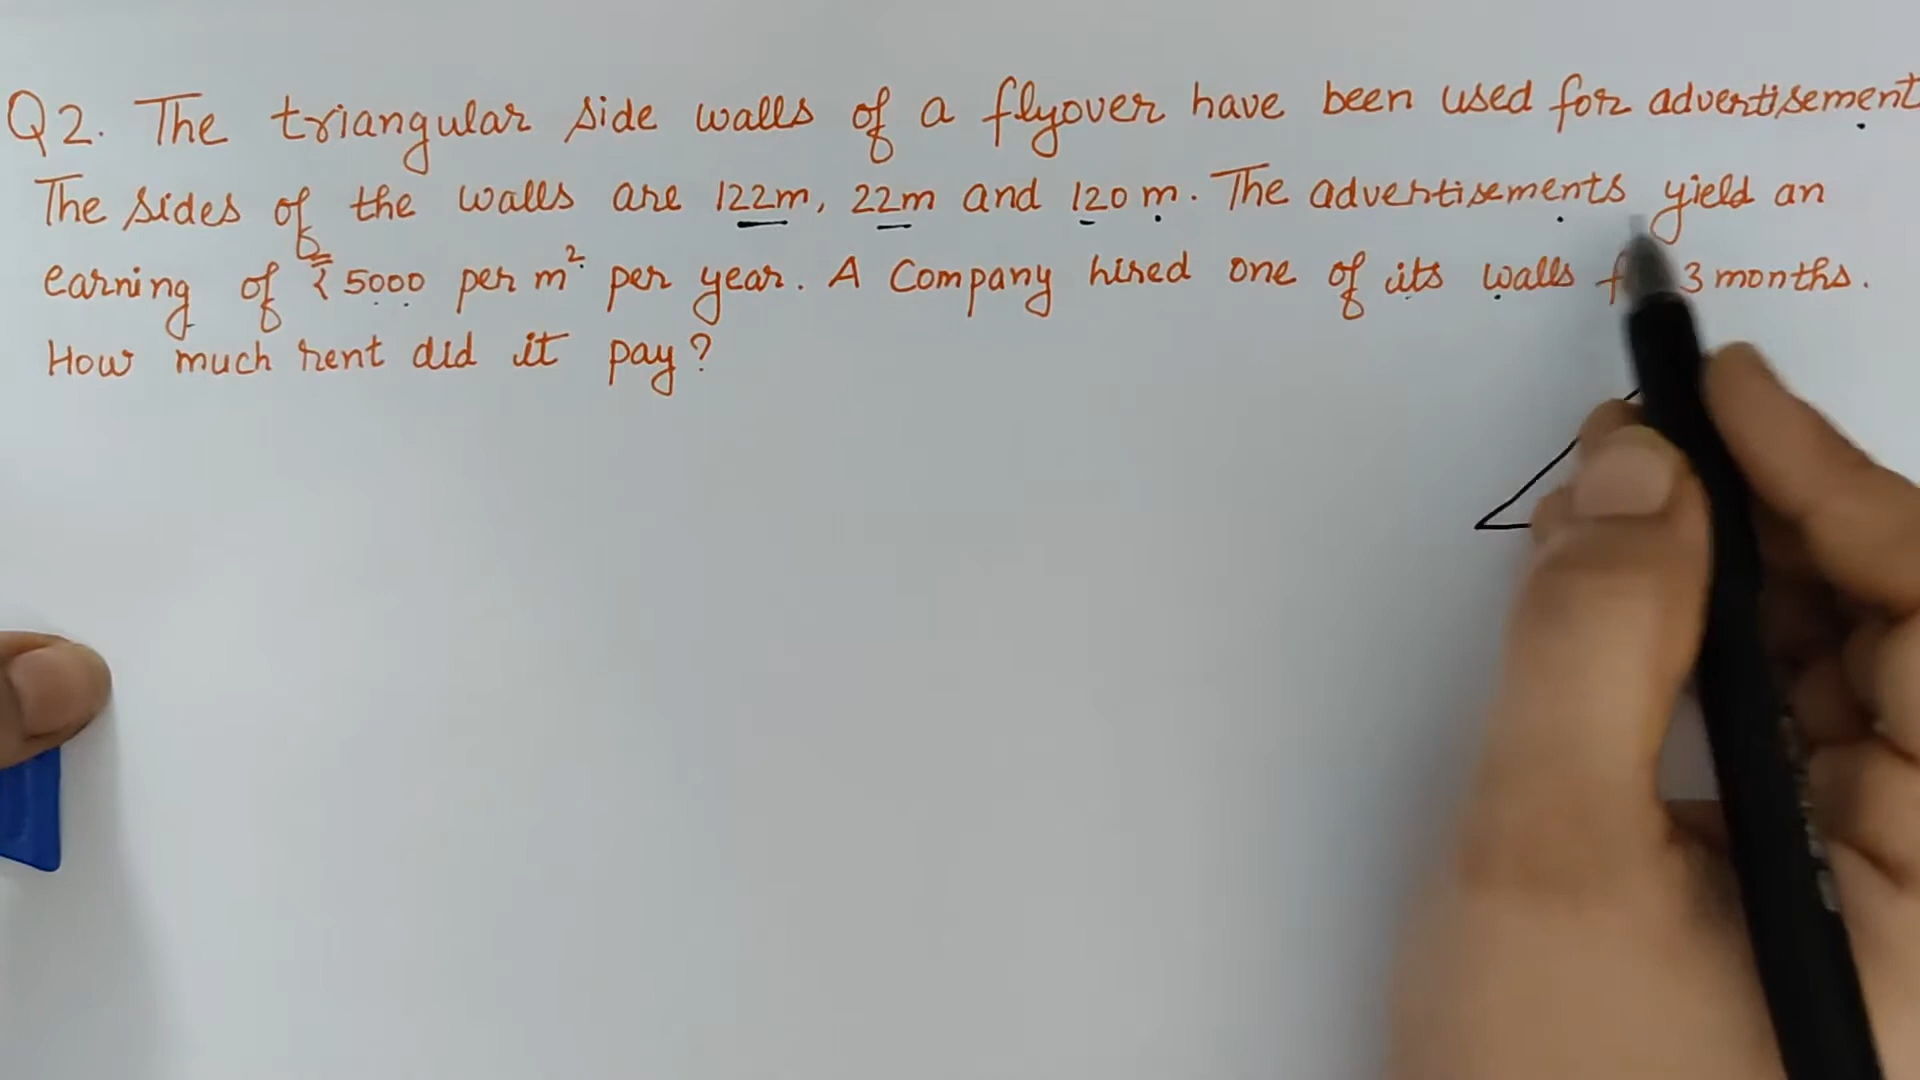 Q2. The triangular side walls of a flyover have been used for advertisement
The sides of the walls are 122m, 22m and 120 m. The advertisements yield an
earning of ₹ 5000 per m² per year. A Company hired one of its walls 3 months.
How much rent did it pay?